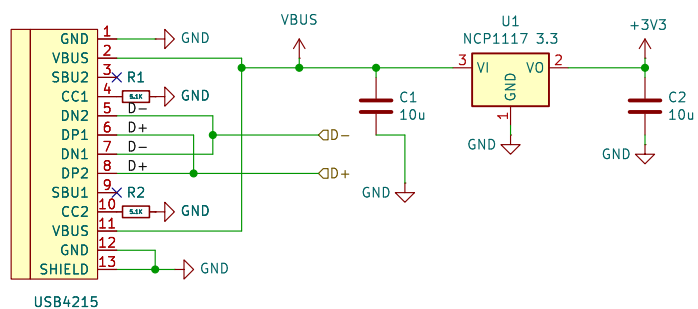 VBUS
U1
NCP1117 3.3
+3V3
GND 1 GND
VBUS 2
SBU2 3 R1
CC1 4 5.1K GND
DN2 5 D-
DP1 6 D+
DN1 7 D-
DP2 8 D+
SBU1 9 R2
CC2 10 5.1K GND
VBUS 11
GND 12
SHIELD 13 GND
USB4215
D-
D+
C1
10u
GND
3 VI VO 2
GND
1
GND
C2
10u
GND